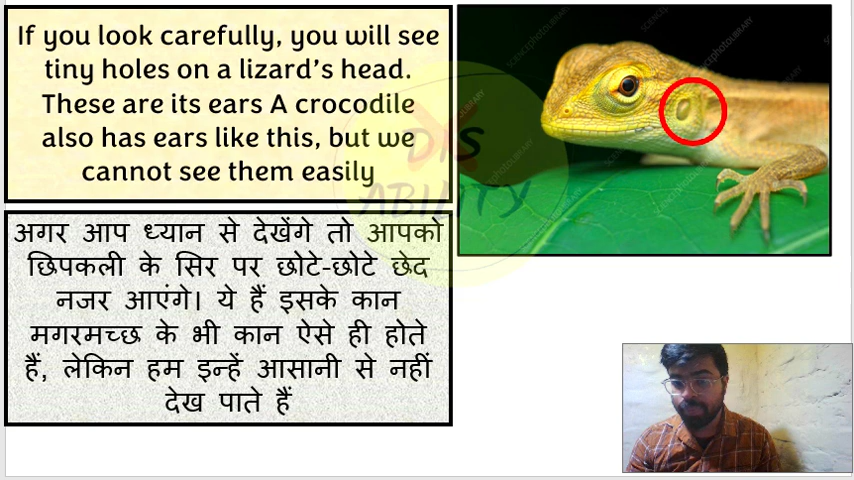 If you look carefully, you will see
tiny holes on a lizard's head.
These are its ears A crocodile
also has ears like this, but we
cannot see them easily
DIS
ABILITY
अगर आप ध्यान से देखेंगे तो आपको
छिपकली के सिर पर छोटे-छोटे छेद
नजर आएंगे। ये हैं इसके कान
मगरमच्छ के भी कान ऐसे ही होते
हैं, लेकिन हम इन्हें आसानी से नहीं
देख पाते हैं